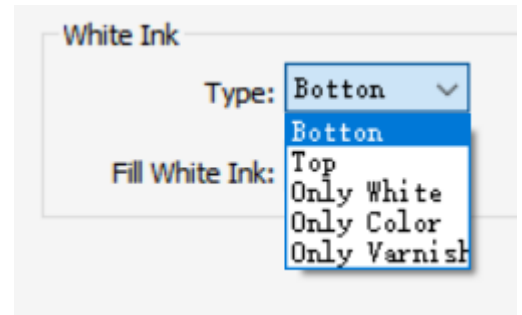 White Ink
Type: Botton
Botton
Top
Fill White Ink:
Only White
Only Color
Only Varnish